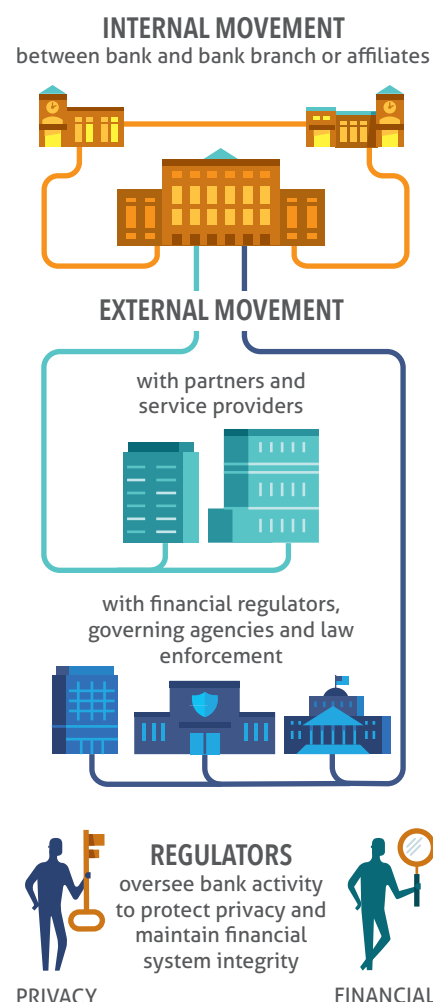 INTERNAL MOVEMENT
between bank and bank branch or affiliates
EXTERNAL MOVEMENT
with partners and
service providers
with financial regulators,
governing agencies and law
enforcement
REGULATORS
oversee bank activity
to protect privacy and
maintain financial
system integrity
PRIVACY
FINANCIAL